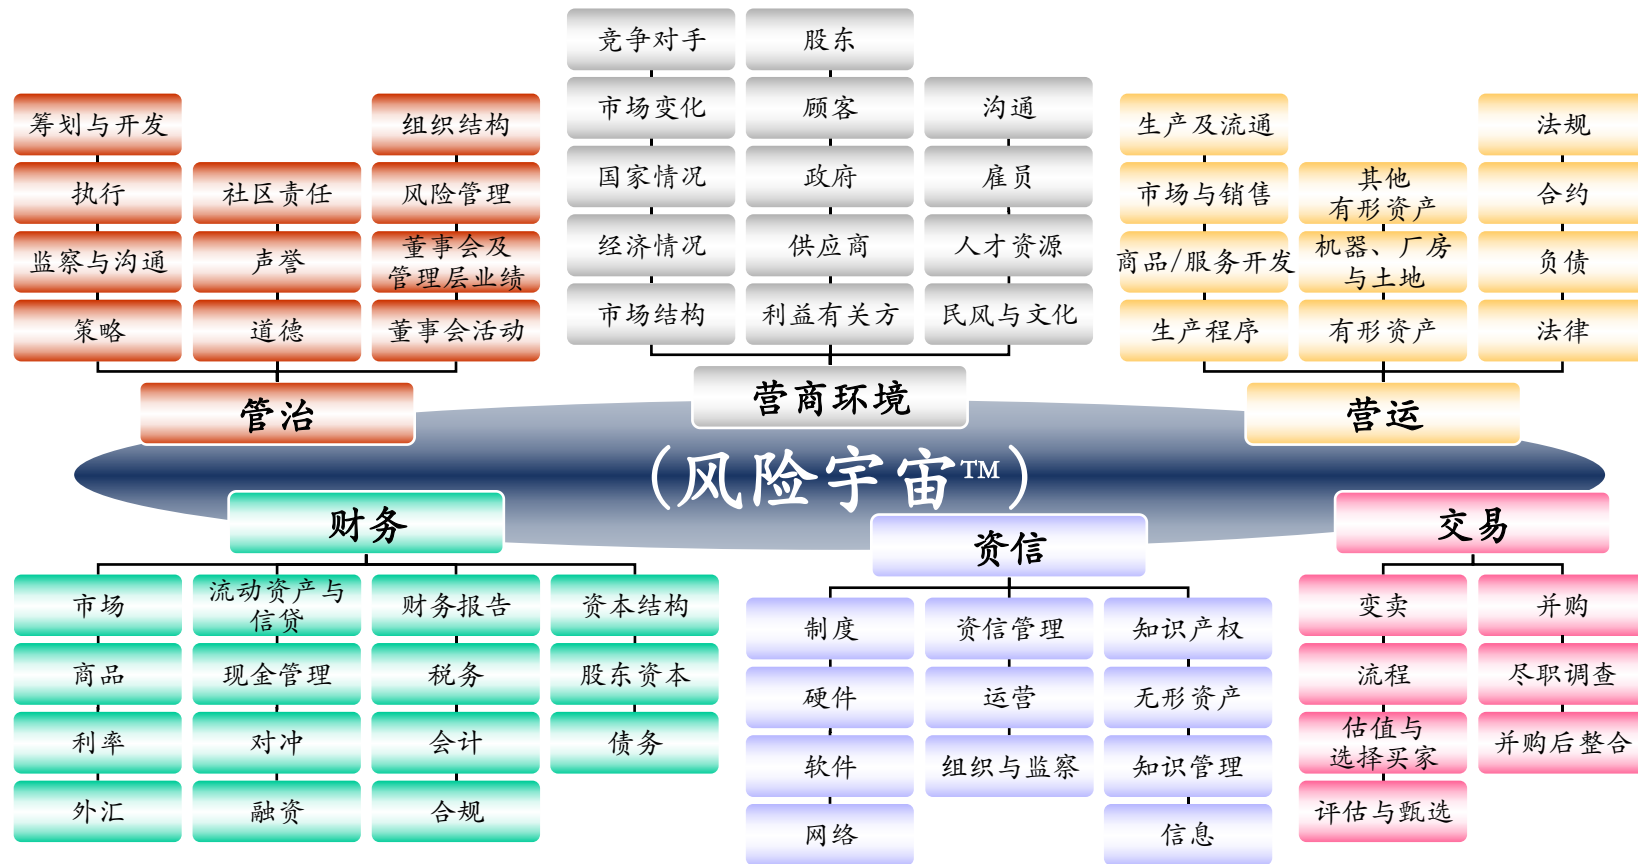 竞争对手
股东
市场变化
顾客
沟通
国家情况
政府
雇员
经济情况
供应商
人才资源
市场结构
利益有关方
民风与文化
营商环境
筹划与开发
组织结构
执行
社区责任
风险管理
监察与沟通
声誉
董事会及
管理层业绩
策略
道德
董事会活动
管治
生产及流通
法规
市场与销售
其他
有形资产
合约
商品/服务开发
机器、厂房
与土地
负债
生产程序
有形资产
法律
营运
(风险宇宙™)
财务
市场
流动资产与
信贷
财务报告
资本结构
商品
现金管理
税务
股东资本
利率
对冲
会计
债务
外汇
融资
合规
资信
制度
资信管理
知识产权
硬件
运营
无形资产
软件
组织与监察
知识管理
网络
信息
交易
变卖
并购
流程
尽职调查
估值与
选择买家
并购后整合
评估与甄选